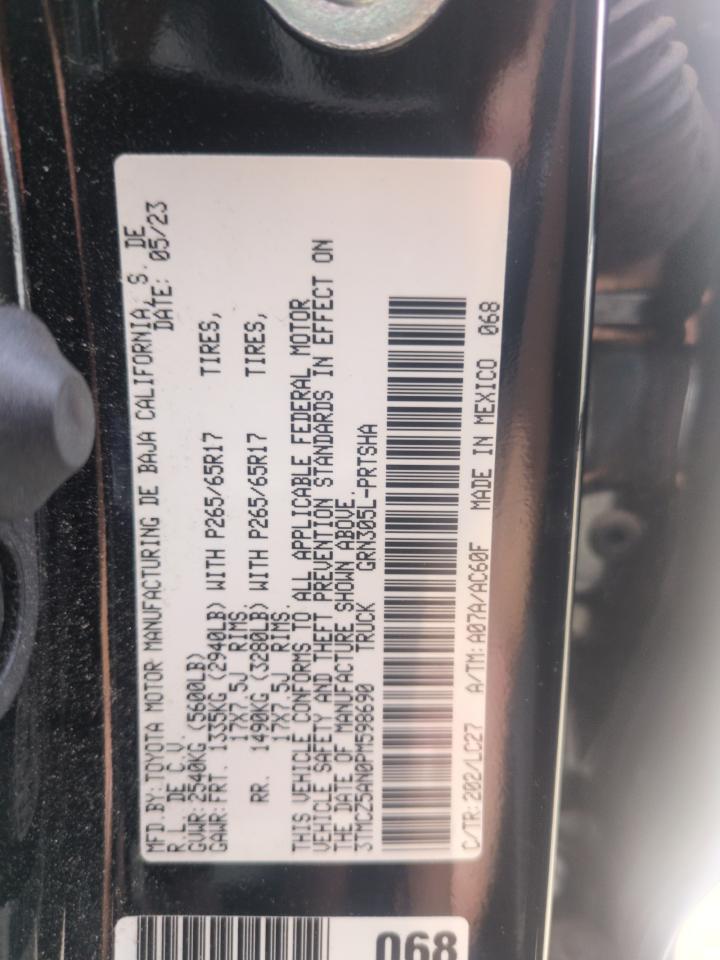 MFD.BY:TOYOTA MOTOR MANUFACTURING DE BAJA CALIFORNIA, S. DE
R.L. DE C.V. DATE: 05/23
GVWR:2540KG (5600LB)
GAWR:FRT. 1335KG (2940LB) WITH P265/65R17 TIRES,
17X7.5J RIMS.
RR. 1490KG (3280LB) WITH P265/65R17 TIRES,
17X7.5J RIMS.
THIS VEHICLE CONFORMS TO ALL APPLICABLE FEDERAL MOTOR
VEHICLE SAFETY AND THEFT PREVENTION STANDARDS IN EFFECT ON
THE DATE OF MANUFACTURE SHOWN ABOVE.
3TMCZ5AN0PM598690 TRUCK GRN305L-PRTSHA
C/TR:202/LC27 A/TM:A07A/AC60F MADE IN MEXICO 068
068